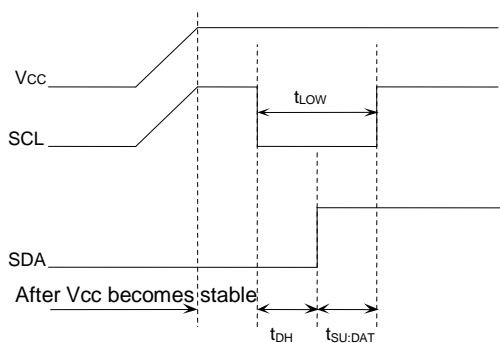 Vcc
tLOW
SCL
SDA
After Vcc becomes stable
tDH
tSU:DAT